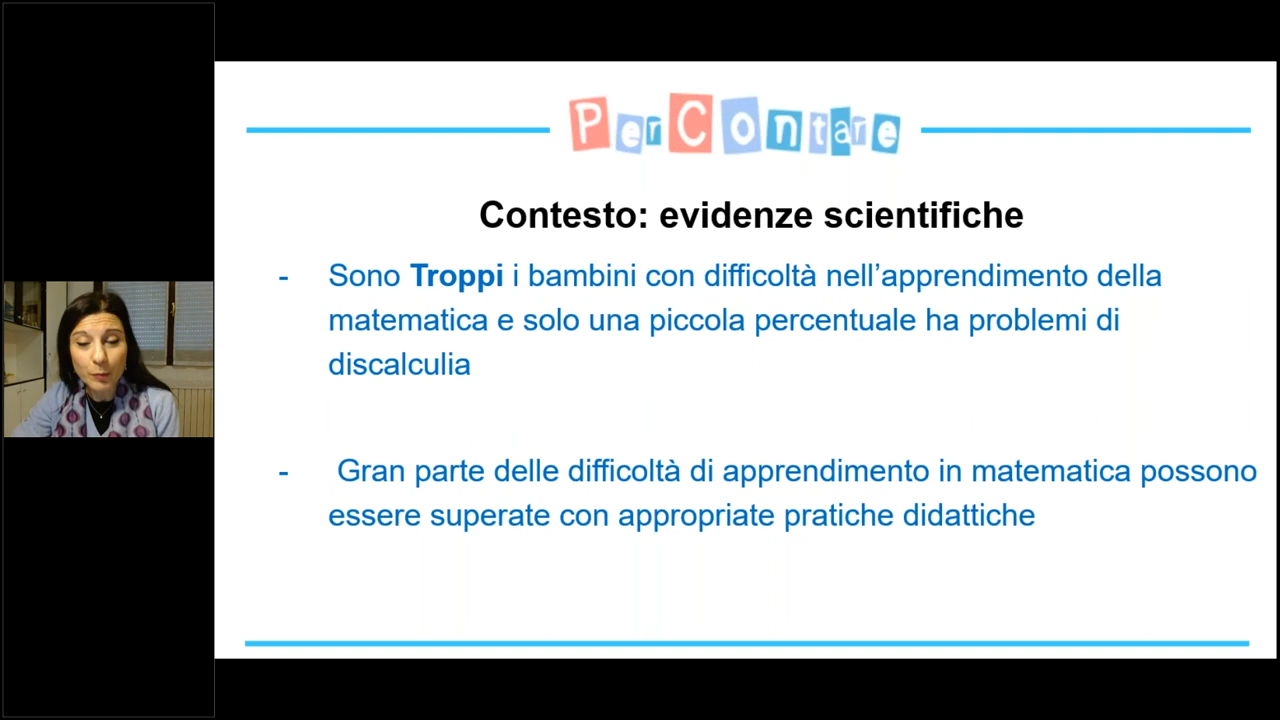 PerContare
Contesto: evidenze scientifiche
- Sono Troppi i bambini con difficoltà nell’apprendimento della
matematica e solo una piccola percentuale ha problemi di
discalculia
- Gran parte delle difficoltà di apprendimento in matematica possono
essere superate con appropriate pratiche didattiche